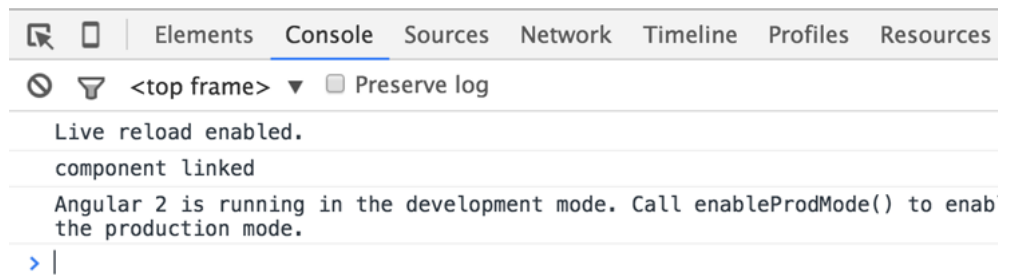 Elements Console Sources Network Timeline Profiles Resources
<top frame> ▼ Preserve log
Live reload enabled.
component linked
Angular 2 is running in the development mode. Call enableProdMode() to enab
the production mode.
>